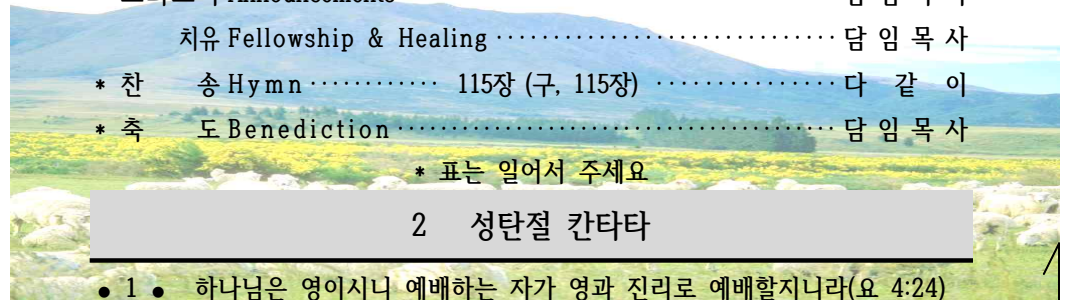 Announcements
치유 Fellowship & Healing ······························ 담 임 목 사
* 찬 송 Hymn ············ 115장 (구, 115장) ················ 다 같 이
* 축 도 Benediction ······································· 담 임 목 사
* 표는 일어서 주세요
2 성탄절 칸타타
● 1 ● 하나님은 영이시니 예배하는 자가 영과 진리로 예배할지니라(요 4:24)